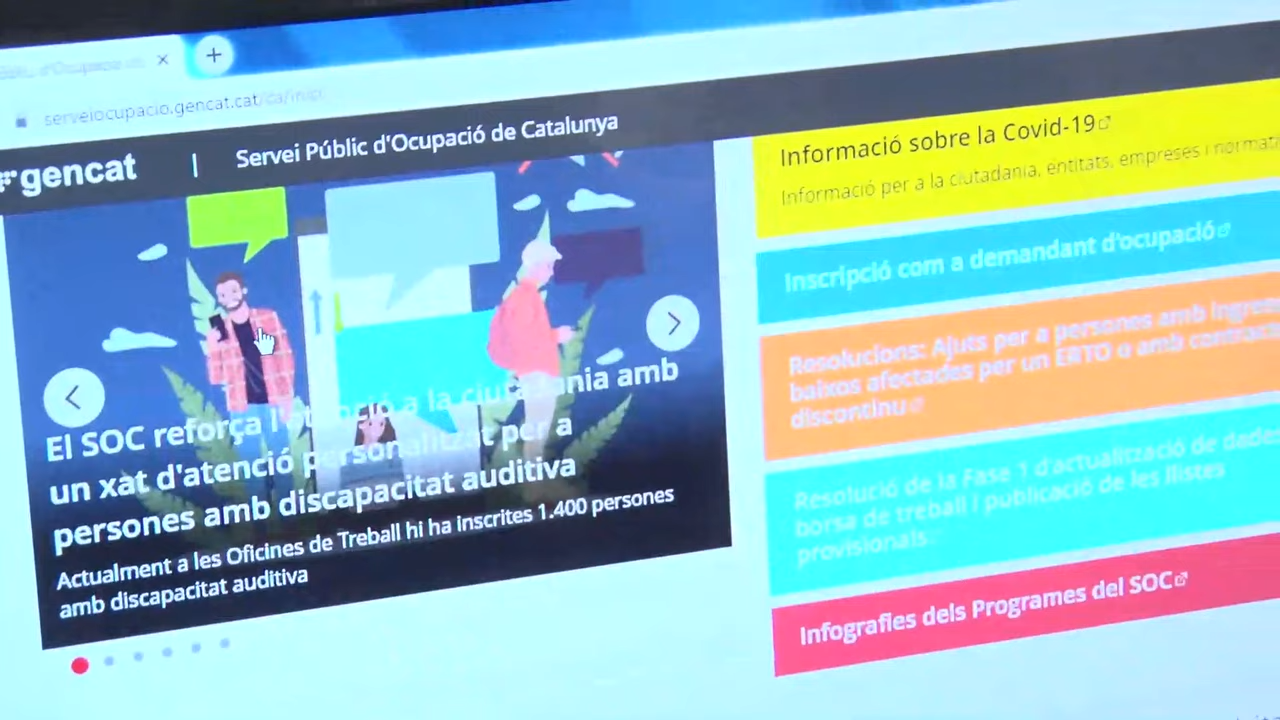 serveiocupacio.gencat.cat/ca/inici
gencat | Servei Públic d'Ocupació de Catalunya
El SOC reforça l'atenció a la ciutadania amb
un xat d'atenció personalitzat per a
persones amb discapacitat auditiva
Actualment a les Oficines de Treball hi ha inscrites 1.400 persones
amb discapacitat auditiva
Informació sobre la Covid-19
Informació per a la ciutadania, entitats, empreses i normati
Inscripció com a demandant d'ocupació
Resolucions: Ajuts per a persones amb ingres
baixos afectades per un ERTO o amb contract
discontinu
Resolució de la Fase 1 d'actualització de dades
borsa de treball i publicació de les llistes
provisionals.
Infografies dels Programes del SOC